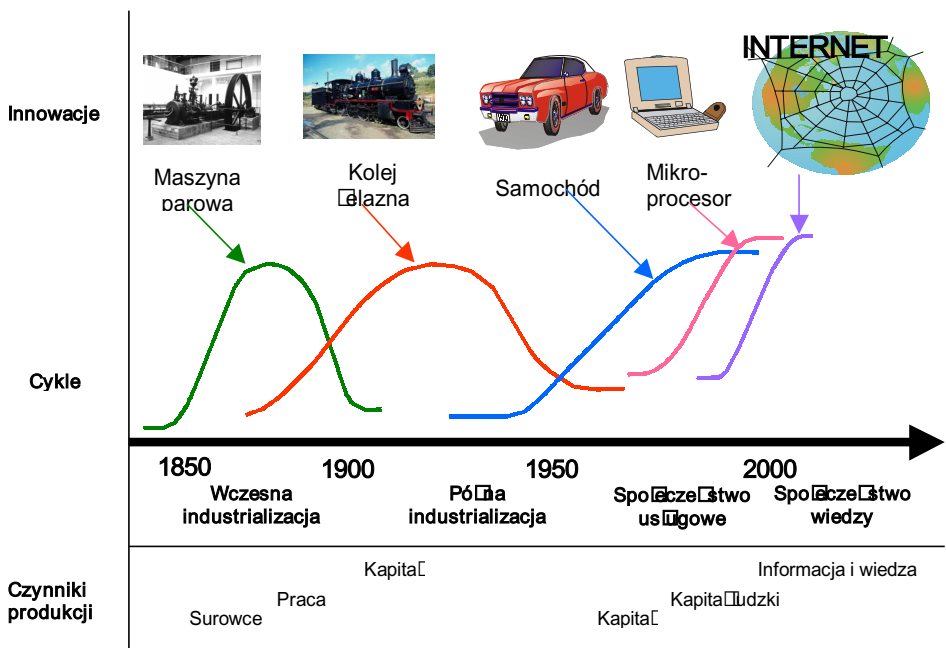 INTERNET
Innowacje
Maszyna
parowa
Kolej
□elazna
Samochód
Mikro-
procesor
Cykle
1850
1900
1950
2000
Wczesna
industrializacja
Pó□na
industrializacja
Spo□ecze□stwo
us□ugowe
Spo□ecze□stwo
wiedzy
Czynniki
produkcji
Surowce
Praca
Kapita□
Kapita□
Kapita□ludzki
Informacja i wiedza